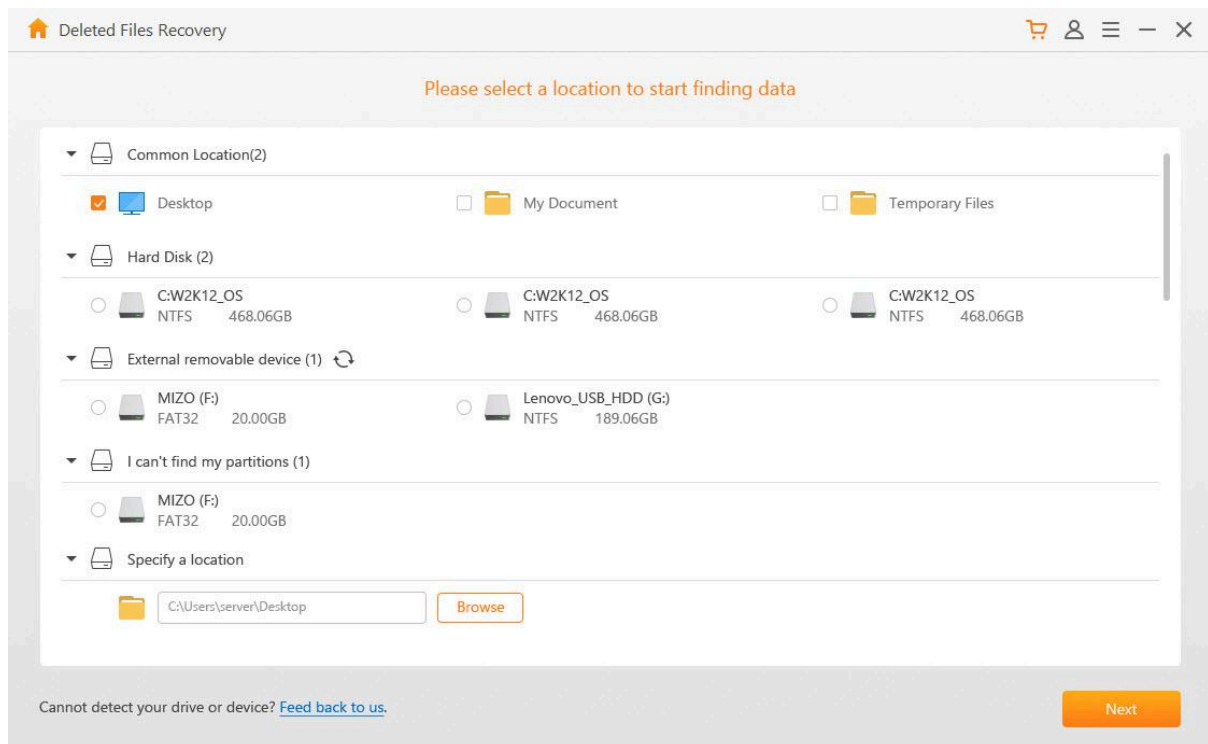 Deleted Files Recovery
Please select a location to start finding data
Common Location(2)
Desktop My Document Temporary Files
Hard Disk (2)
C:W2K12_OS C:W2K12_OS C:W2K12_OS
NTFS 468.06GB NTFS 468.06GB NTFS 468.06GB
External removable device (1)
MIZO (F:) Lenovo_USB_HDD (G:)
FAT32 20.00GB NTFS 189.06GB
I can't find my partitions (1)
MIZO (F:)
FAT32 20.00GB
Specify a location
C:\Users\server\Desktop Browse
Cannot detect your drive or device? Feed back to us. Next